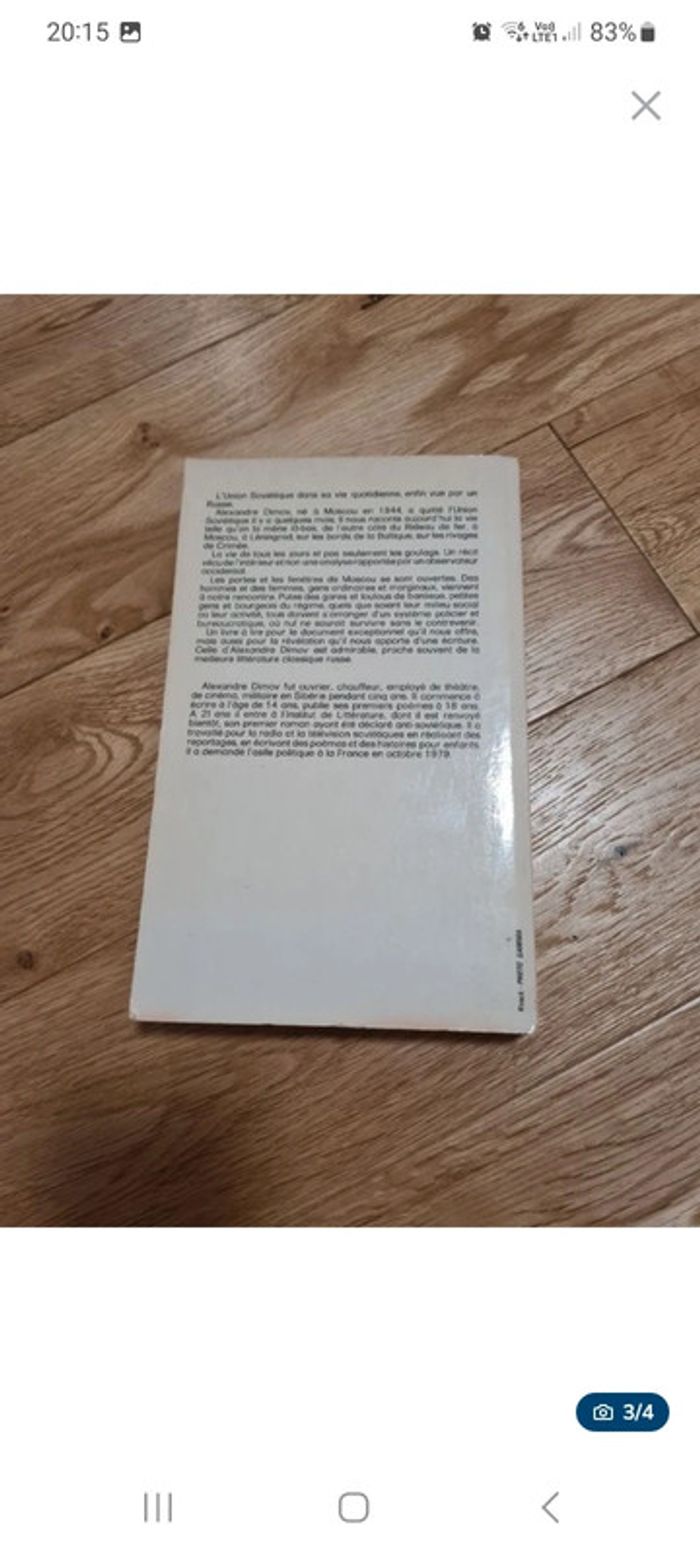 20:15
Vo))
LTE1
83%
L'Union Soviétique dans sa vie quotidienne, enfin vue par un
Russe.
Alexandre Dimov, né à Moscou en 1944, a quitté l'Union
Soviétique il y a quelques mois. Il nous raconte aujourd'hui la vie
telle qu'on la mène là-bas, de l'autre côté du Rideau de fer, à
Moscou, à Léningrad, sur les bords de la Baltique, sur les rivages
de Crimée.
La vie de tous les jours et pas seulement les goulags. Un récit
vécu de l'intérieur et non une analyse rapportée par un observateur
occidental.
Les portes et les fenêtres de Moscou se sont ouvertes. Des
hommes et des femmes, gens ordinaires et marginaux, viennent
à notre rencontre. Putes des gares et loulous de banlieue, petites
gens et bourgeois du régime, quels que soient leur milieu social
ou leur activité, tous doivent s'arranger d'un système policier et
bureaucratique, où nul ne saurait survivre sans le contrevenir.
Un livre à lire pour le document exceptionnel qu'il nous offre,
mais aussi pour la révélation qu'il nous apporte d'une écriture.
Celle d'Alexandre Dimov est admirable, proche souvent de la
meilleure littérature classique russe.
Alexandre Dimov fut ouvrier, chauffeur, employé de théâtre,
de cinéma, militaire en Sibérie pendant cinq ans. Il commence à
écrire à l'âge de 14 ans, publie ses premiers poèmes à 18 ans.
A 21 ans il entre à l'Institut de Littérature, dont il est renvoyé
bientôt, son premier roman ayant été déclaré anti-soviétique. Il a
travaillé pour la radio et la télévision soviétiques en réalisant des
reportages, en écrivant des poèmes et des histoires pour enfants.
Il a demandé l'asile politique à la France en octobre 1979.
PHOTO
3/4